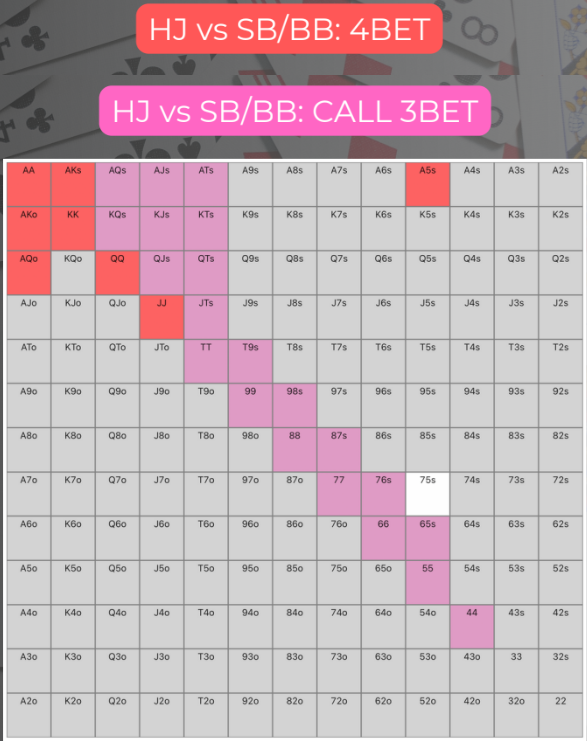 HJ vs SB/BB: 4BET
HJ vs SB/BB: CALL 3BET
AA AKs AQs AJs ATs A9s A8s A7s A6s A5s A4s A3s A2s
AKo KK KQs KJs KTs K9s K8s K7s K6s K5s K4s K3s K2s
AQo KQo QQ QJs QTs Q9s Q8s Q7s Q6s Q5s Q4s Q3s Q2s
AJo KJo QJo JJ JTs J9s J8s J7s J6s J5s J4s J3s J2s
ATo KTo QTo JTo TT T9s T8s T7s T6s T5s T4s T3s T2s
A9o K9o Q9o J9o T9o 99 98s 97s 96s 95s 94s 93s 92s
A8o K8o Q8o J8o T8o 98o 88 87s 86s 85s 84s 83s 82s
A7o K7o Q7o J7o T7o 97o 87o 77 76s 75s 74s 73s 72s
A6o K6o Q6o J6o T6o 96o 86o 76o 66 65s 64s 63s 62s
A5o K5o Q5o J5o T5o 95o 85o 75o 65o 55 54s 53s 52s
A4o K4o Q4o J4o T4o 94o 84o 74o 64o 54o 44 43s 42s
A3o K3o Q3o J3o T3o 93o 83o 73o 63o 53o 43o 33 32s
A2o K2o Q2o J2o T2o 92o 82o 72o 62o 52o 42o 32o 22